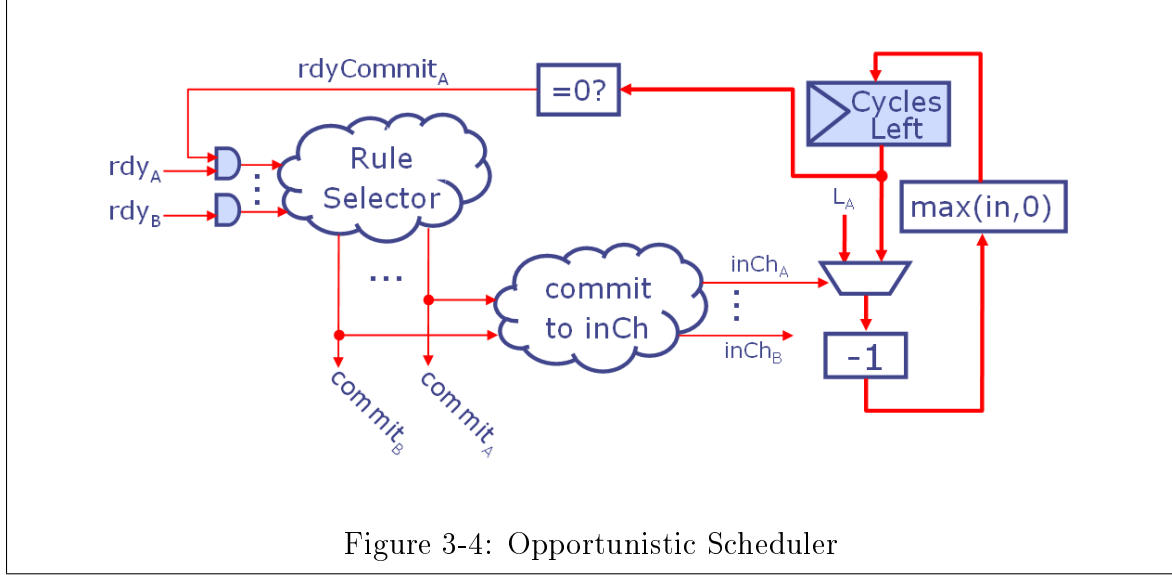 rdyCommit_A
=0?
Cycles
Left
rdy_A
rdy_B
Rule
Selector
L_A
max(in,0)
...
commit
to inCh
inCh_A
inCh_B
-1
commit_B
commit_A
Figure 3-4: Opportunistic Scheduler